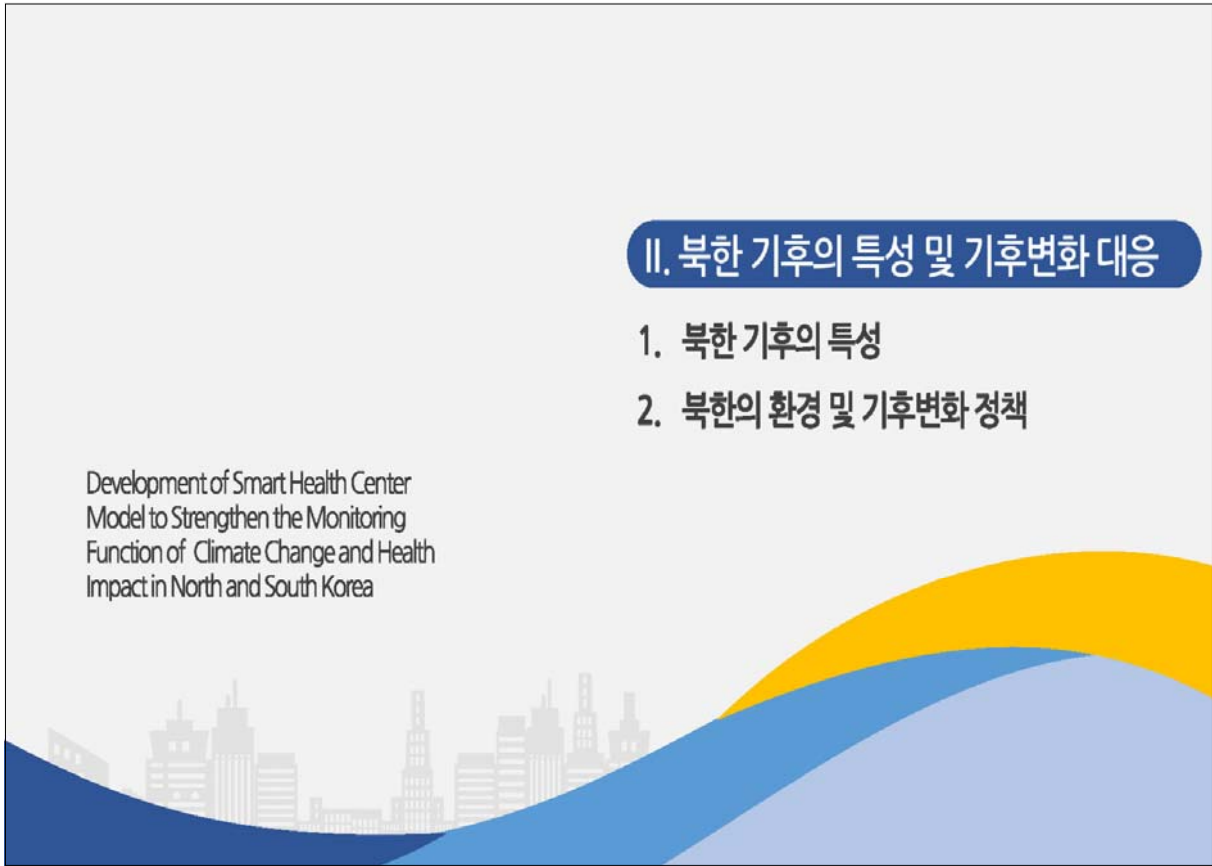 II. 북한 기후의 특성 및 기후변화 대응
1. 북한 기후의 특성
2. 북한의 환경 및 기후변화 정책
Development of Smart Health Center
Model to Strengthen the Monitoring
Function of Climate Change and Health
Impact in North and South Korea